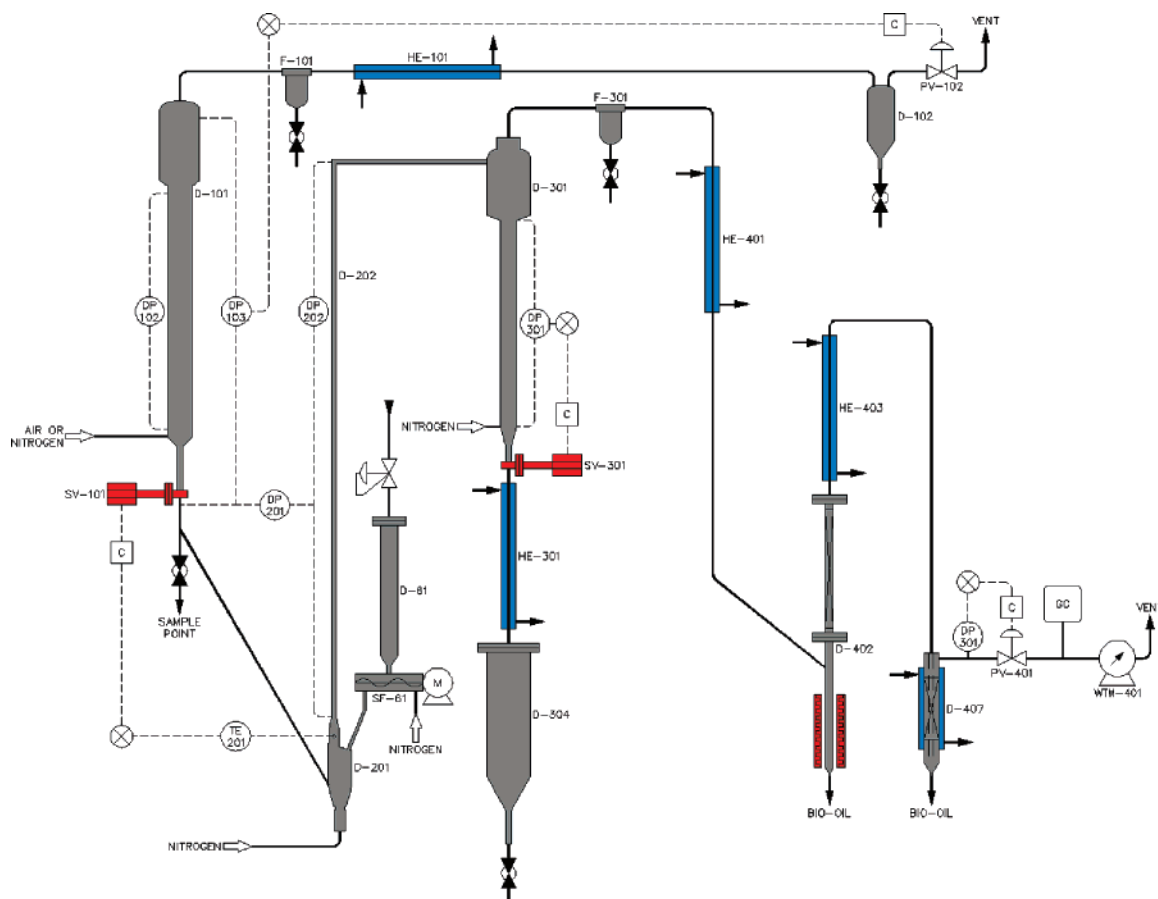 C
VENT
HE-101
F-101
PV-102
F-301
D-102
D-101
D-301
HE-401
D-202
DP
102
DP
103
DP
202
DP
301
HE-403
C
AIR OR
NITROGEN
NITROGEN
SV-301
SV-101
DP
201
C
HE-301
D-61
SAMPLE
POINT
GC
C
VEN
DP
301
D-402
PV-401
WTM-401
M
SF-61
D-304
D-407
TE
201
NITROGEN
D-201
BIO-OIL
BIO-OIL
NITROGEN